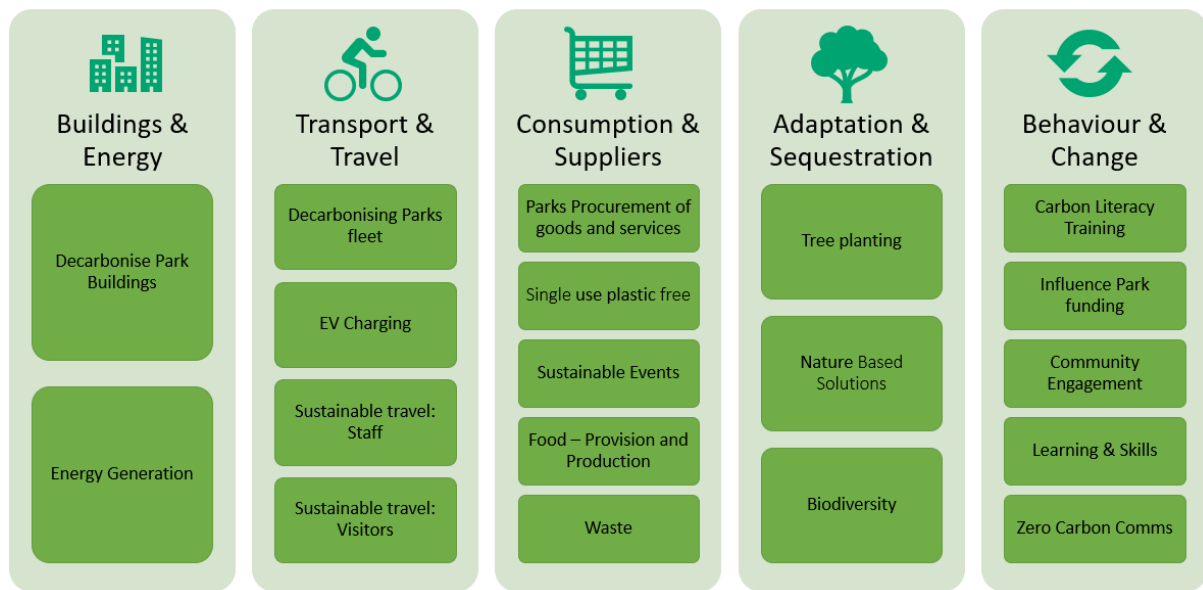 Buildings &
Energy
Decarbonise Park
Buildings
Energy Generation
Transport &
Travel
Decarbonising Parks
fleet
EV Charging
Sustainable travel:
Staff
Sustainable travel:
Visitors
Consumption &
Suppliers
Parks Procurement of
goods and services
Single use plastic free
Sustainable Events
Food – Provision and
Production
Waste
Adaptation &
Sequestration
Tree planting
Nature Based
Solutions
Biodiversity
Behaviour &
Change
Carbon Literacy
Training
Influence Park
funding
Community
Engagement
Learning & Skills
Zero Carbon Comms